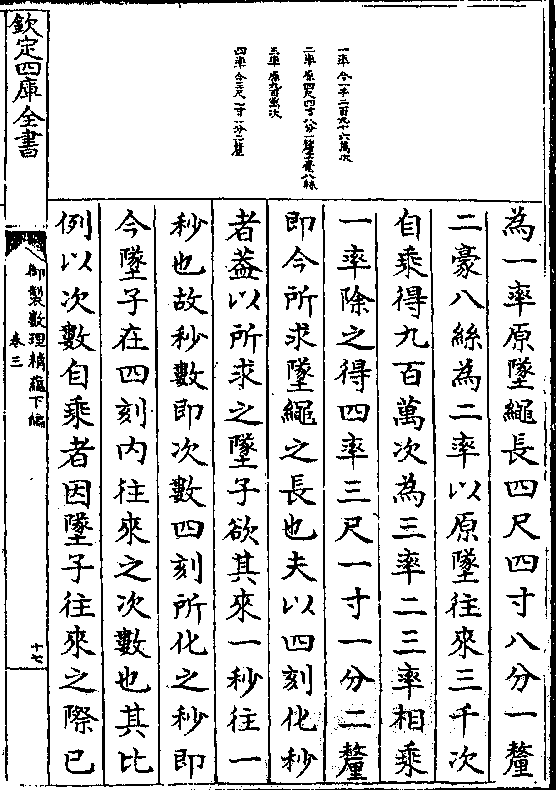 一率 今一千二百九十六萬次
二率 原四尺四寸八分一釐二豪八絲
三率 原九百萬次
四率 今三尺一寸一分二釐
為一率原墜繩長四尺四寸八分一釐
二豪八絲為二率以原墜往來三千次
自乘得九百萬次為三率二三率相乘
一率除之得四率三尺一寸一分二釐
即今所求墜繩之長也夫以四刻化秒
者葢以所求之墜子欲其來一秒往一
秒也故秒數即次數四刻所化之秒即
今墜子在四刻内往來之次數也其比
例以次數自乘者因墜子往來之際已
欽定四庫全書
御製數理精蘊下編
卷三
十七